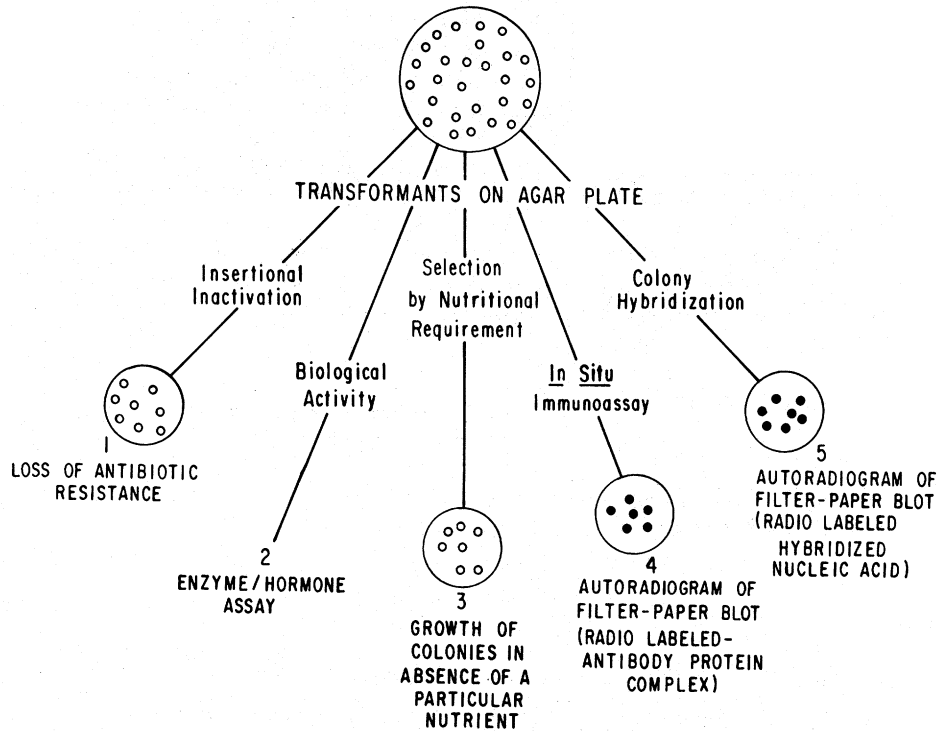 TRANSFORMANTS ON AGAR PLATE
Insertional
Inactivation
1
LOSS OF ANTIBIOTIC
RESISTANCE
Biological
Activity
2
ENZYME/HORMONE
ASSAY
Selection
by Nutritional
Requirement
3
GROWTH OF
COLONIES IN
ABSENCE OF A
PARTICULAR
NUTRIENT
In Situ
Immunoassay
4
AUTORADIOGRAM OF
FILTER-PAPER BLOT
(RADIO LABELED-
ANTIBODY PROTEIN
COMPLEX)
Colony
Hybridization
5
AUTORADIOGRAM OF
FILTER-PAPER BLOT
(RADIO LABELED
HYBRIDIZED
NUCLEIC ACID)